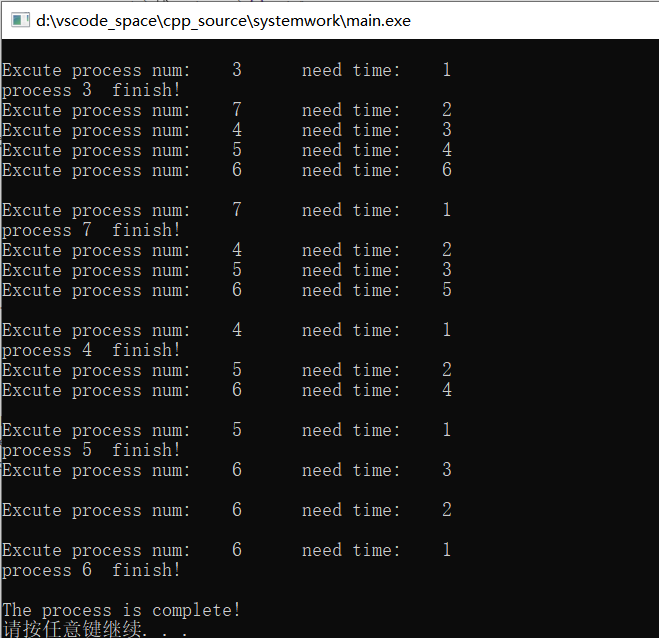 d:\vscode_space\cpp_source\systemwork\main.exe
Excute process num: 3 need time: 1
process 3 finish!
Excute process num: 7 need time: 2
Excute process num: 4 need time: 3
Excute process num: 5 need time: 4
Excute process num: 6 need time: 6
Excute process num: 7 need time: 1
process 7 finish!
Excute process num: 4 need time: 2
Excute process num: 5 need time: 3
Excute process num: 6 need time: 5
Excute process num: 4 need time: 1
process 4 finish!
Excute process num: 5 need time: 2
Excute process num: 6 need time: 4
Excute process num: 5 need time: 1
process 5 finish!
Excute process num: 6 need time: 3
Excute process num: 6 need time: 2
Excute process num: 6 need time: 1
process 6 finish!
The process is complete!
请按任意键继续. . .